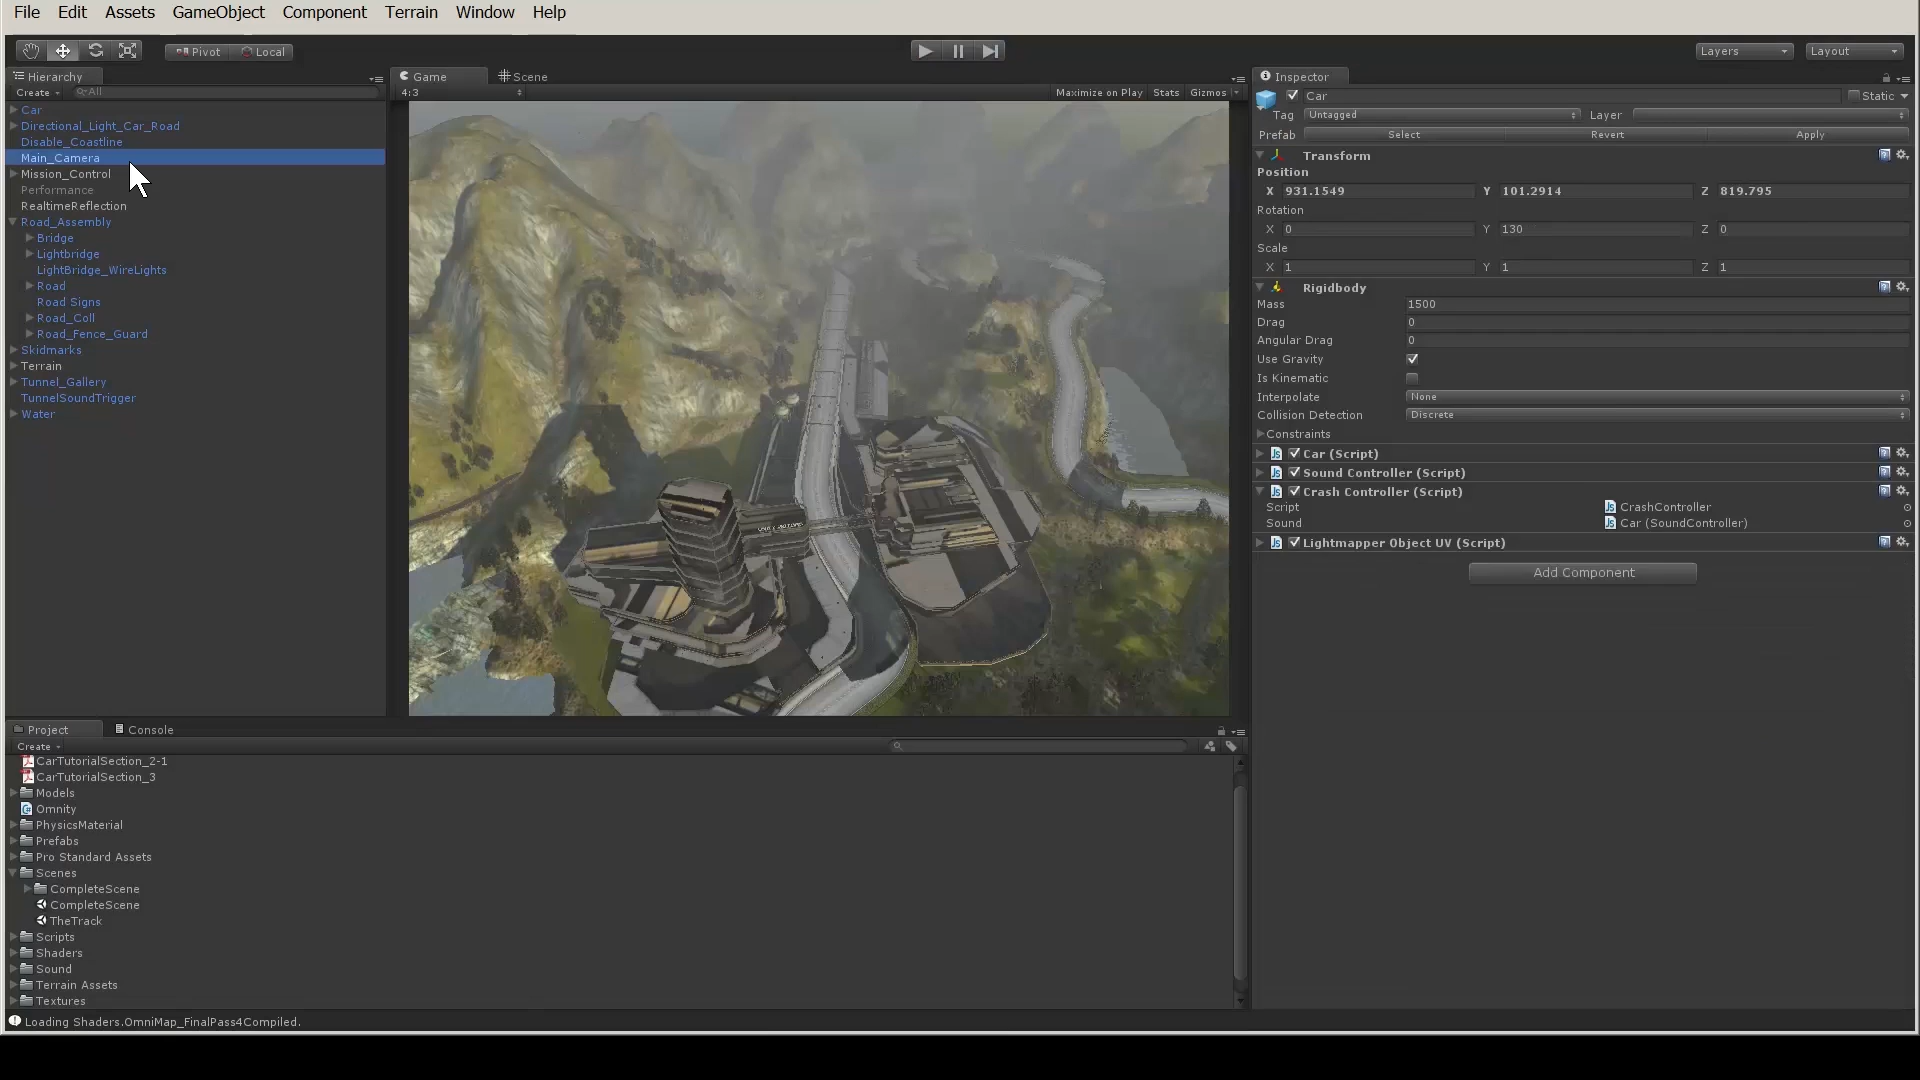 File Edit Assets GameObject Component Terrain Window Help
Pivot Local Layers Layout
Hierarchy
Create All
Car
Directional_Light_Car_Road
Disable_Coastline
Main_Camera
Mission_Control
Performance
RealtimeReflection
Road_Assembly
Bridge
Lightbridge
LightBridge_WireLights
Road
Road Signs
Road_Coll
Road_Fence_Guard
Skidmarks
Terrain
Tunnel_Gallery
TunnelSoundTrigger
Water
Game Scene
4:3 Maximize on Play Stats Gizmos
Inspector
Car Static
Tag Untagged Layer
Prefab Select Revert Apply
Transform
Position
X 931.1549 Y 101.2914 Z 819.795
Rotation
X 0 Y 130 Z 0
Scale
X 1 Y 1 Z 1
Rigidbody
Mass 1500
Drag 0
Angular Drag 0
Use Gravity
Is Kinematic
Interpolate None
Collision Detection Discrete
Constraints
Car (Script)
Sound Controller (Script)
Crash Controller (Script)
Script CrashController
Sound Car (SoundController)
Lightmapper Object UV (Script)
Add Component
Project Console
Create
CarTutorialSection_2-1
CarTutorialSection_3
Models
Omnity
PhysicsMaterial
Prefabs
Pro Standard Assets
Scenes
CompleteScene
CompleteScene
TheTrack
Scripts
Shaders
Sound
Terrain Assets
Textures
Loading Shaders.OmniMap_FinalPass4Compiled.